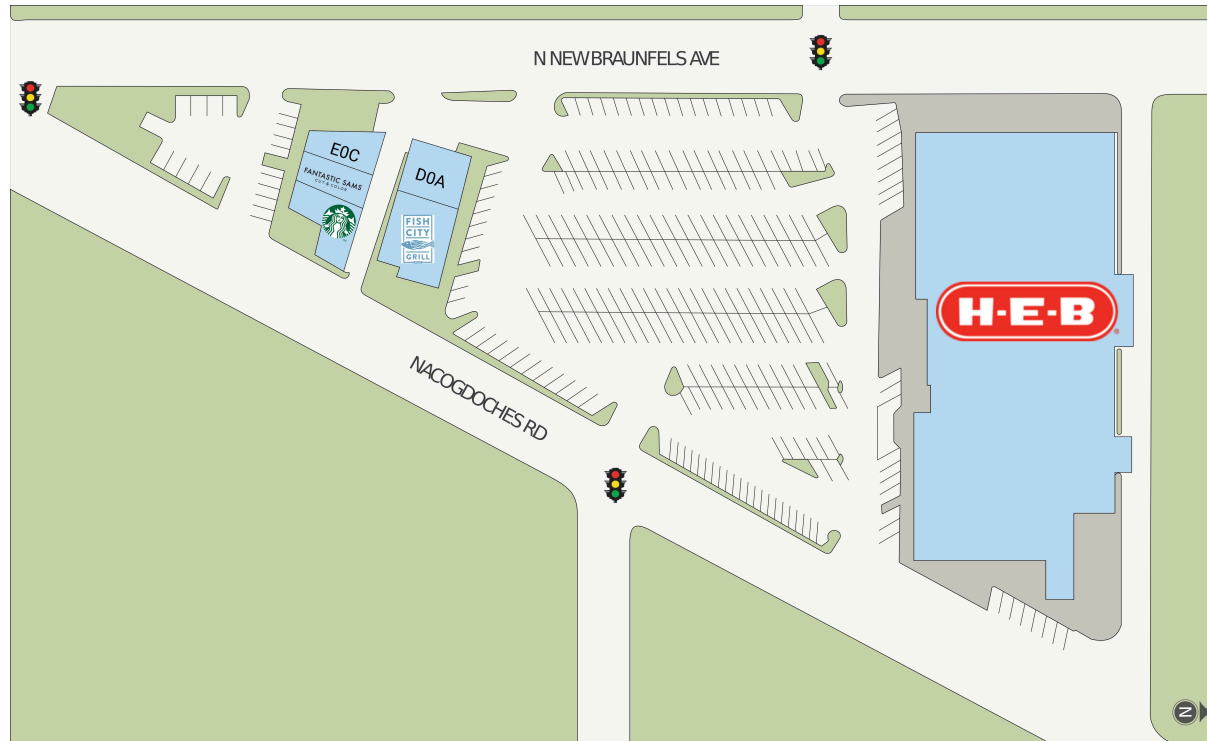 N NEW BRAUNFELS AVE
E0C
FANTASTIC SAMS
CUT & COLOR
D0A
FISH
CITY
GRILL
H-E-B
NACOGDOCHES RD
N